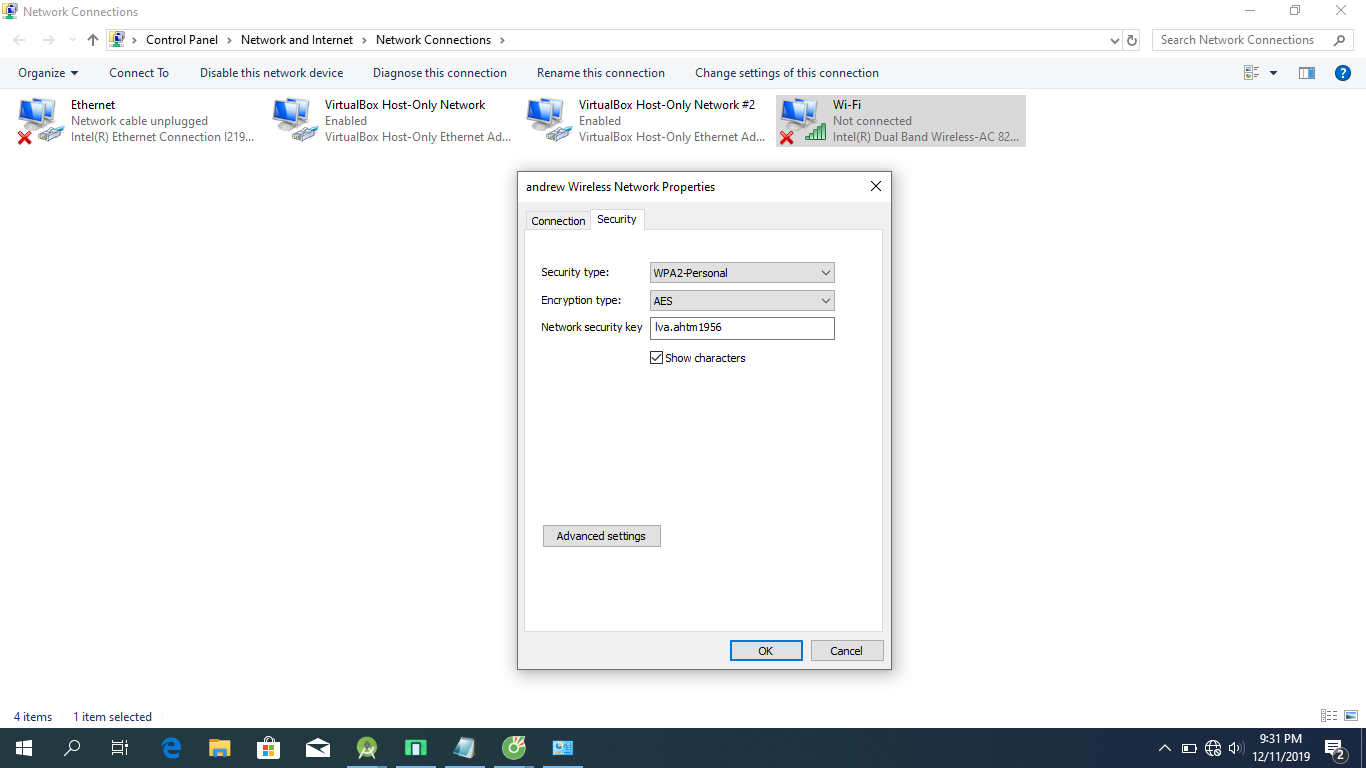 Network Connections
Control Panel Network and Internet Network Connections
Search Network Connections
Organize Connect To Disable this network device Diagnose this connection Rename this connection Change settings of this connection
Ethernet
Network cable unplugged
Intel(R) Ethernet Connection I219...
VirtualBox Host-Only Network
Enabled
VirtualBox Host-Only Ethernet Ad...
VirtualBox Host-Only Network #2
Enabled
VirtualBox Host-Only Ethernet Ad...
Wi-Fi
Not connected
Intel(R) Dual Band Wireless-AC 82...
andrew Wireless Network Properties
Connection Security
Security type: WPA2-Personal
Encryption type: AES
Network security key lva.ahtm1956
Show characters
Advanced settings
OK Cancel
4 items 1 item selected
9:31 PM
12/11/2019
2